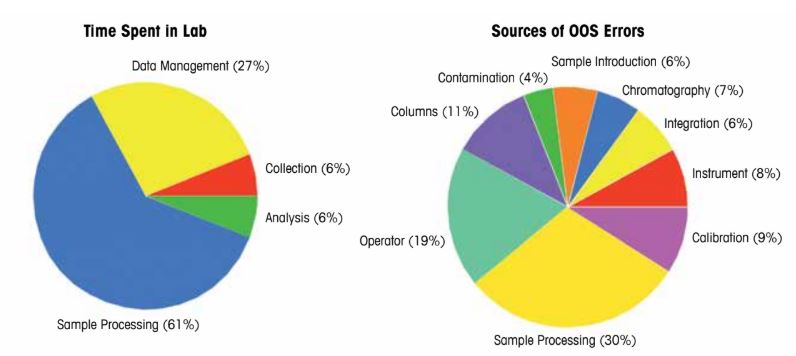 Time Spent in Lab
Data Management (27%)
Collection (6%)
Analysis (6%)
Sample Processing (61%)
Sources of OOS Errors
Sample Introduction (6%)
Contamination (4%)
Chromatography (7%)
Columns (11%)
Integration (6%)
Instrument (8%)
Operator (19%)
Calibration (9%)
Sample Processing (30%)